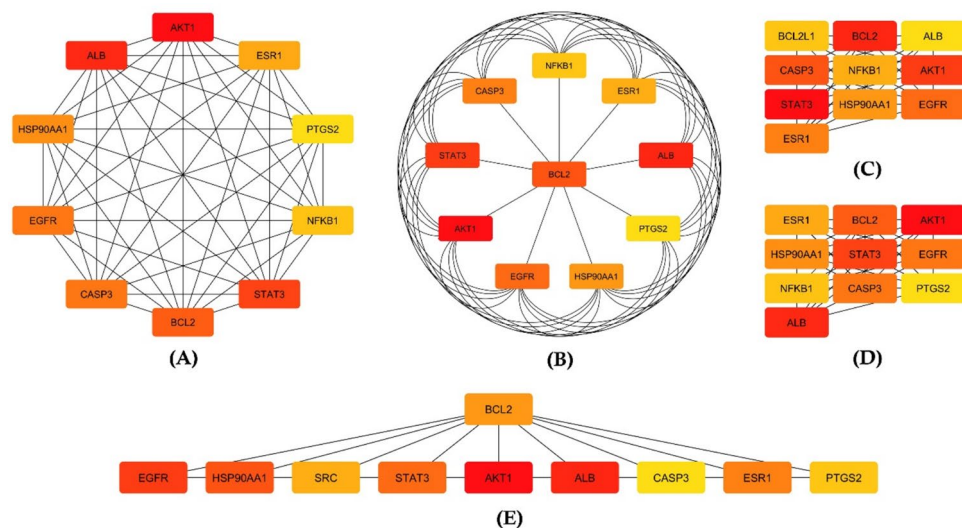 AKT1
ALB
ESR1
HSP90AA1
PTGS2
EGFR
NFKB1
CASP3
STAT3
BCL2
(A)
NFKB1
CASP3
ESR1
STAT3
ALB
BCL2
AKT1
PTGS2
EGFR
HSP90AA1
(B)
BCL2L1 BCL2 ALB
CASP3 NFKB1 AKT1
STAT3 HSP90AA1 EGFR
ESR1
(C)
ESR1 BCL2 AKT1
HSP90AA1 STAT3 EGFR
NFKB1 CASP3 PTGS2
ALB
(D)
BCL2
EGFR HSP90AA1 SRC STAT3 AKT1 ALB CASP3 ESR1 PTGS2
(E)